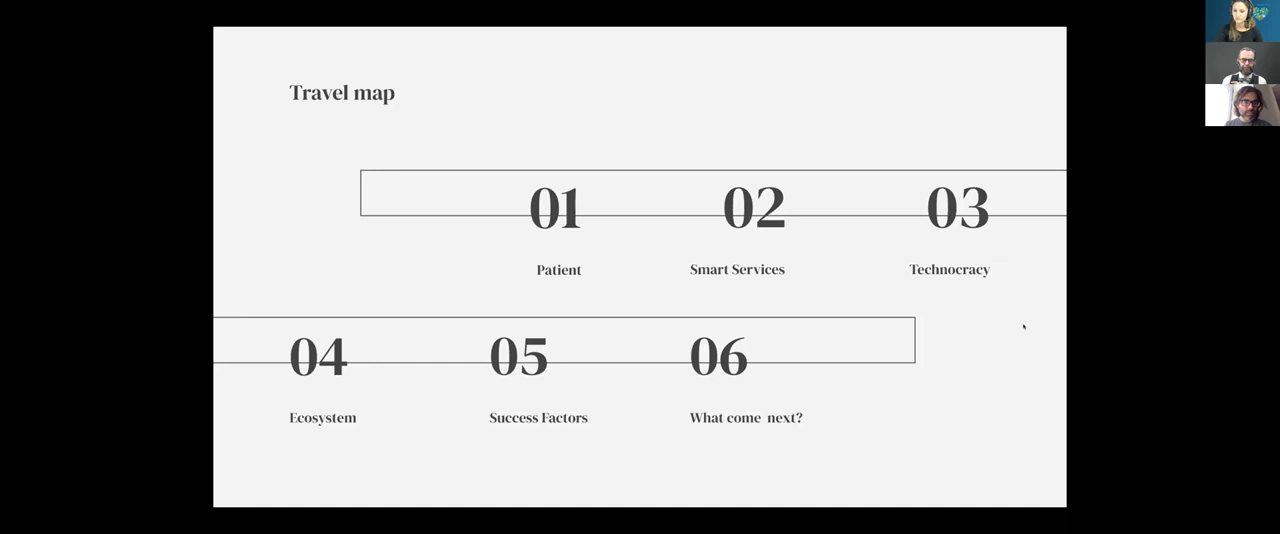 Travel map
01 02 03
Patient Smart Services Technocracy
04 05 06
Ecosystem Success Factors What come next?